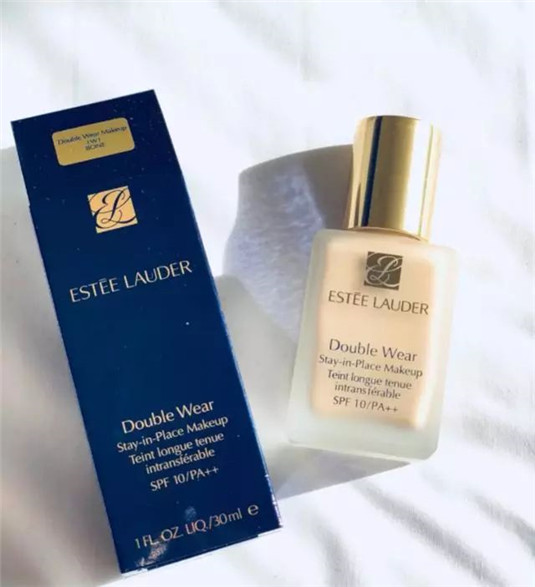 Double Wear Makeup
1W1
BONE
ESTĒE LAUDER
Double Wear
Stay-in-Place Makeup
Teint longue tenue
intransférable
SPF 10/PA++
1 FL. OZ. LIQ./30ml e
ESTĒE LAUDER
Double Wear
Stay-in-Place Makeup
Teint longue tenue
intransférable
SPF 10/PA++